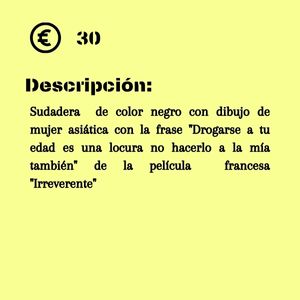 € 30
Descripción:
Sudadera de color negro con dibujo de
mujer asiática con la frase "Drogarse a tu
edad es una locura no hacerlo a la mía
también" de la película francesa
"Irreverente"